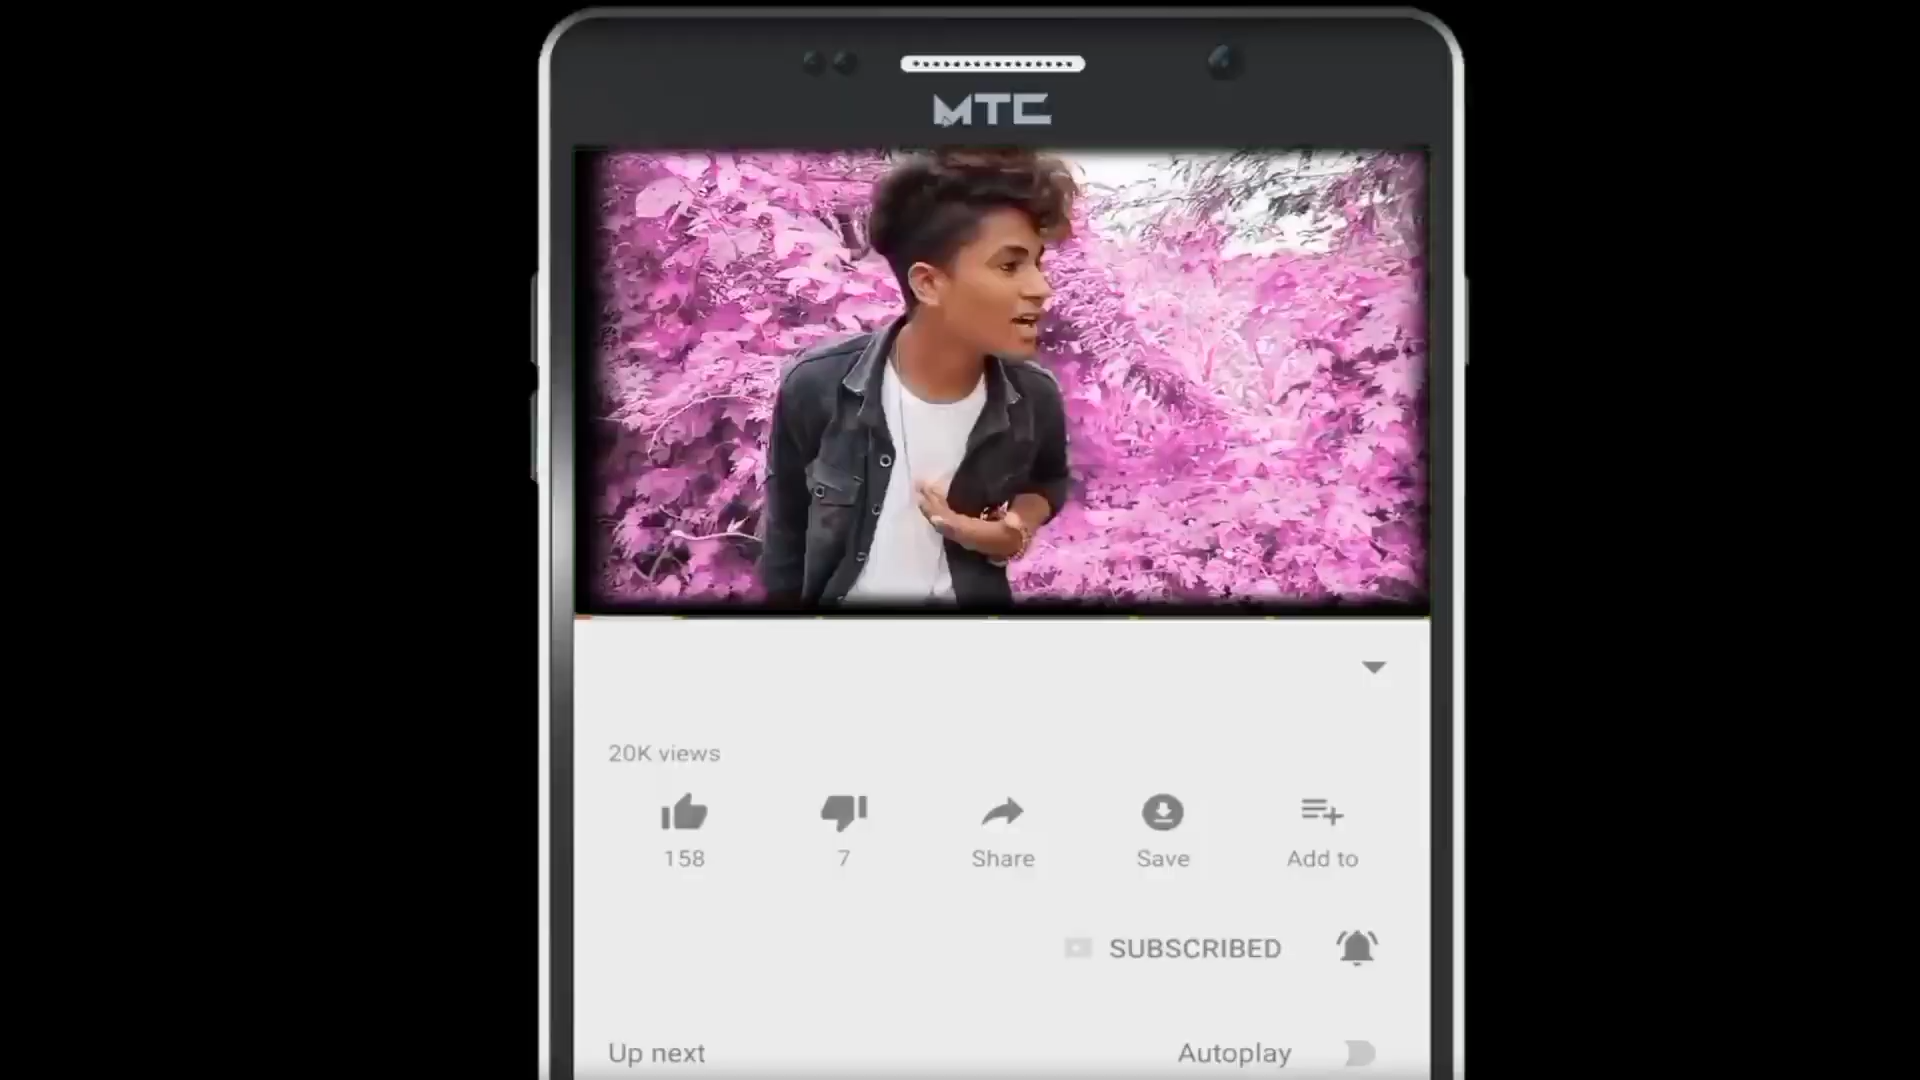 MTC
20K views
158
7
Share
Save
Add to
SUBSCRIBED
Up next
Autoplay